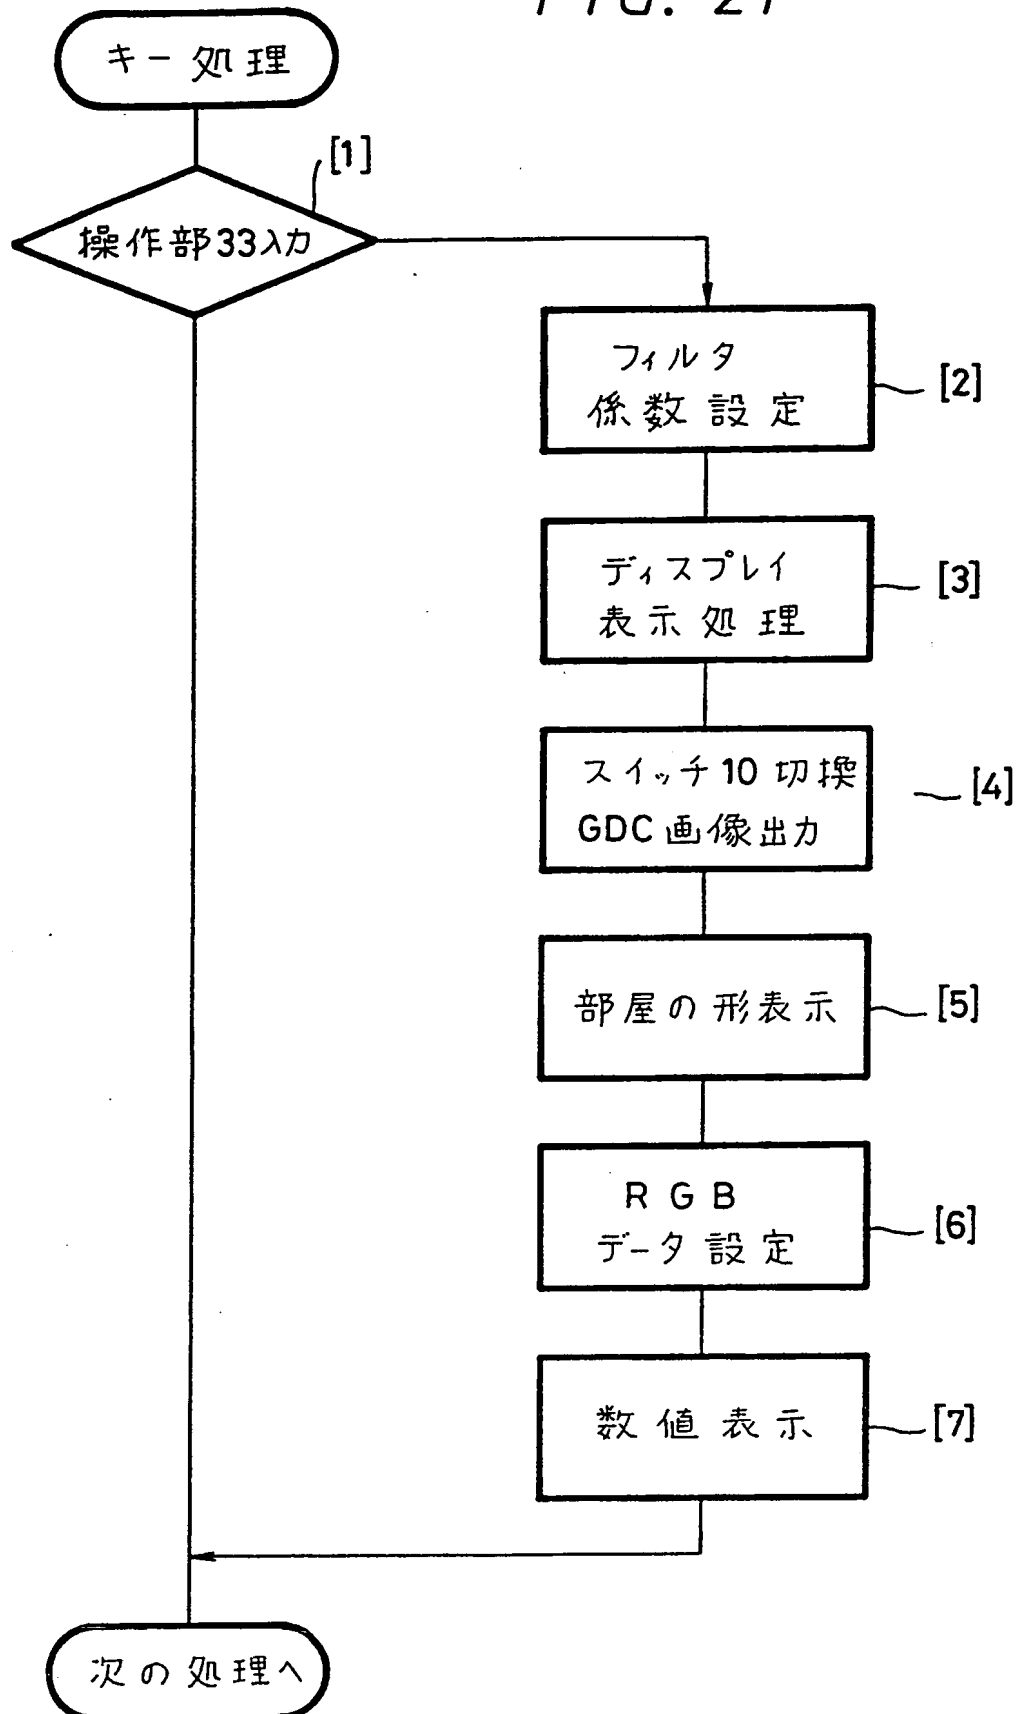 FIG. 21
キー処理
[1]
操作部33入力
フィルタ
係数設定
[2]
ディスプレイ
表示処理
[3]
スイッチ10切換
GDC画像出力
[4]
部屋の形表示
[5]
RGB
データ設定
[6]
数値表示
[7]
次の処理へ